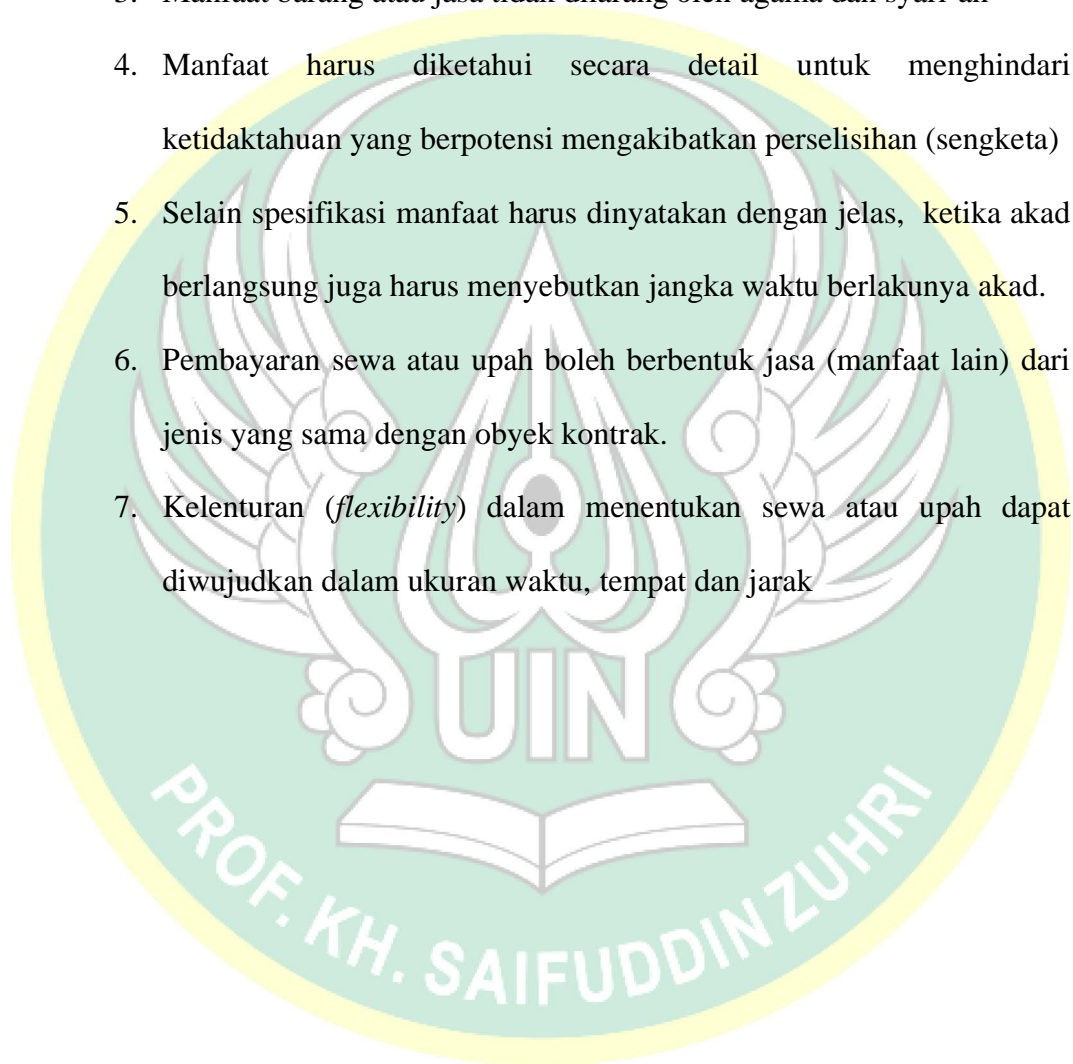 4. Manfaat harus diketahui secara detail untuk menghindari
ketidaktahuan yang berpotensi mengakibatkan perselisihan (sengketa)
5. Selain spesifikasi manfaat harus dinyatakan dengan jelas, ketika akad
berlangsung juga harus menyebutkan jangka waktu berlakunya akad.
6. Pembayaran sewa atau upah boleh berbentuk jasa (manfaat lain) dari
jenis yang sama dengan obyek kontrak.
7. Kelenturan (flexibility) dalam menentukan sewa atau upah dapat
diwujudkan dalam ukuran waktu, tempat dan jarak
UIN
PROF. KH. SAIFUDDIN ZUHRI